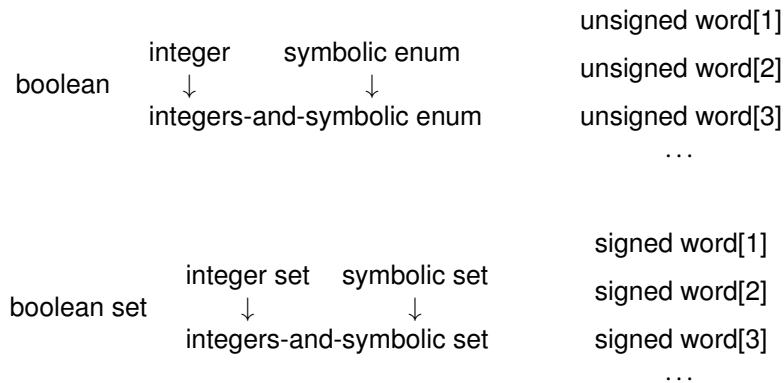 unsigned word[1]
integer symbolic enum
unsigned word[2]
boolean
↓ ↓
integers-and-symbolic enum
unsigned word[3]
...
signed word[1]
integer set symbolic set
signed word[2]
boolean set
↓ ↓
integers-and-symbolic set
signed word[3]
...